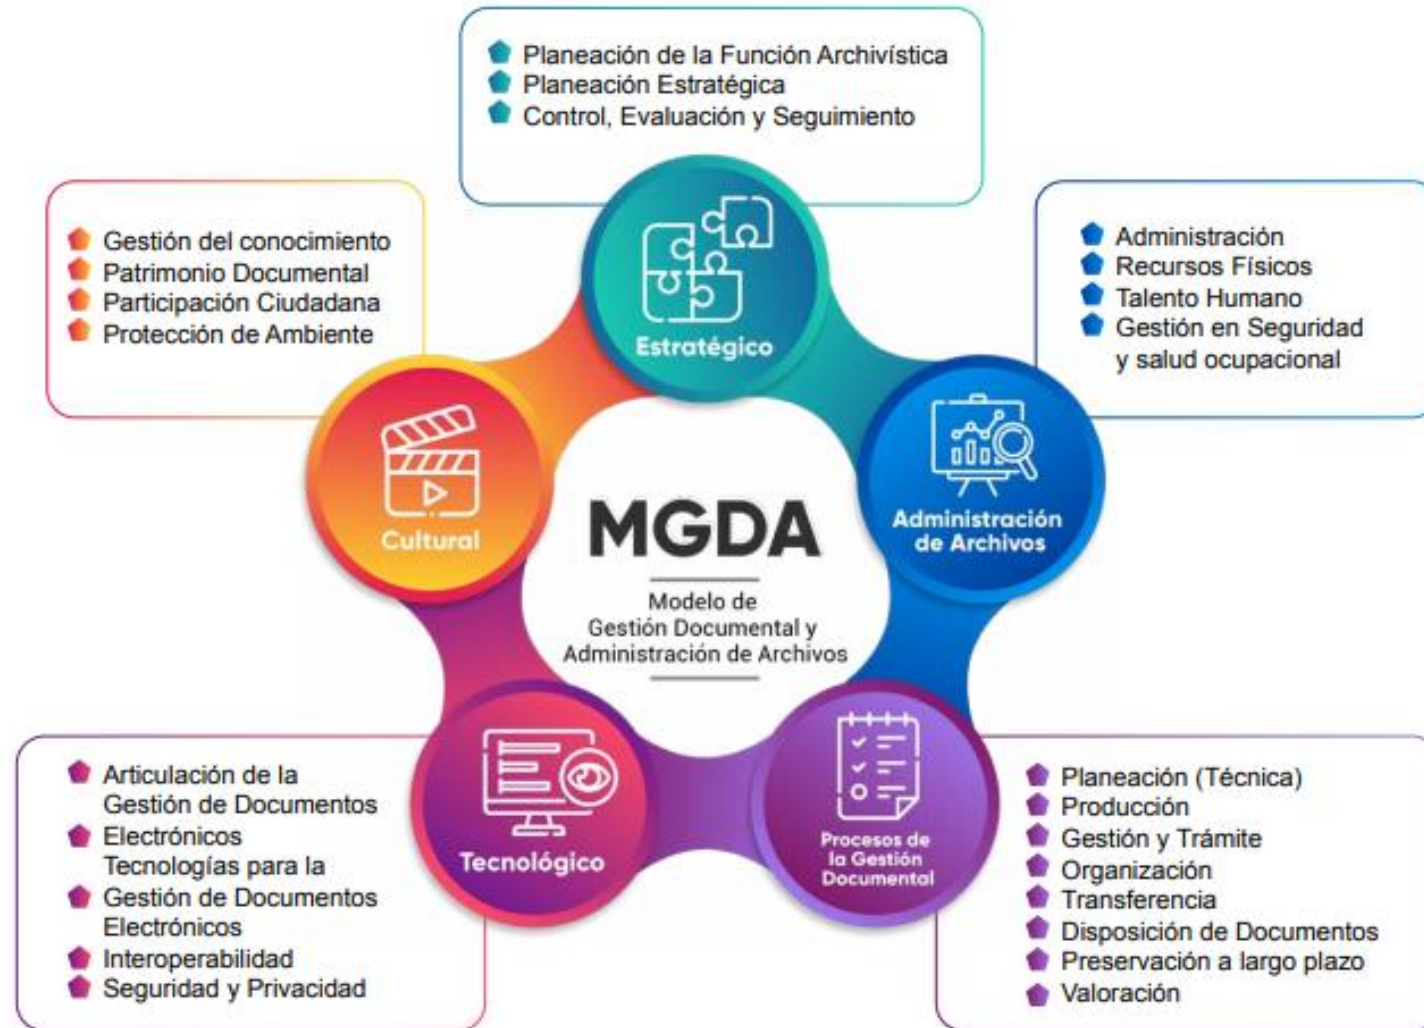 Planeación de la Función Archivística
Planeación Estratégica
Control, Evaluación y Seguimiento
Estratégico
Gestión del conocimiento
Patrimonio Documental
Participación Ciudadana
Protección de Ambiente
Cultural
Administración
Recursos Físicos
Talento Humano
Gestión en Seguridad
y salud ocupacional
Administración
de Archivos
MGDA
Modelo de
Gestión Documental y
Administración de Archivos
Articulación de la
Gestión de Documentos
Electrónicos
Tecnologías para la
Gestión de Documentos
Electrónicos
Interoperabilidad
Seguridad y Privacidad
Tecnológico
Procesos de
la Gestión
Documental
Planeación (Técnica)
Producción
Gestión y Trámite
Organización
Transferencia
Disposición de Documentos
Preservación a largo plazo
Valoración